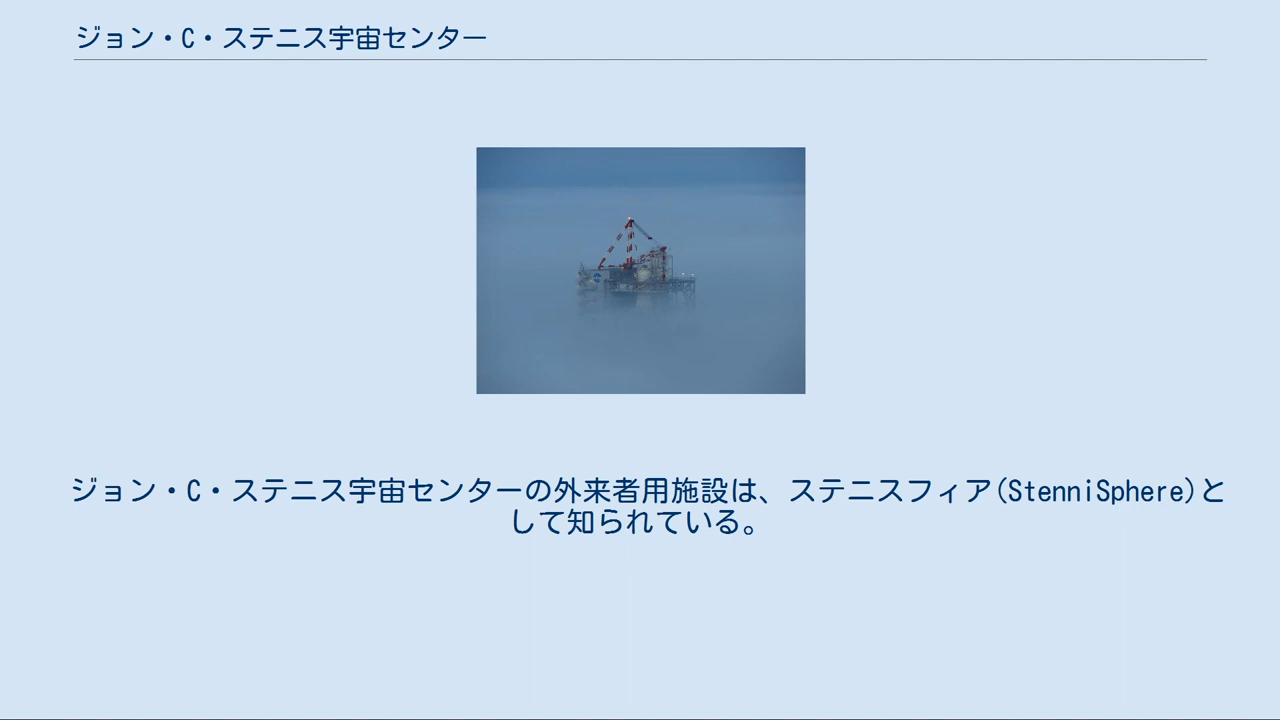 ジョン・C・ステニス宇宙センター
ジョン・C・ステニス宇宙センターの外来者用施設は、ステニスフィア(StenniSphere)と
して知られている。